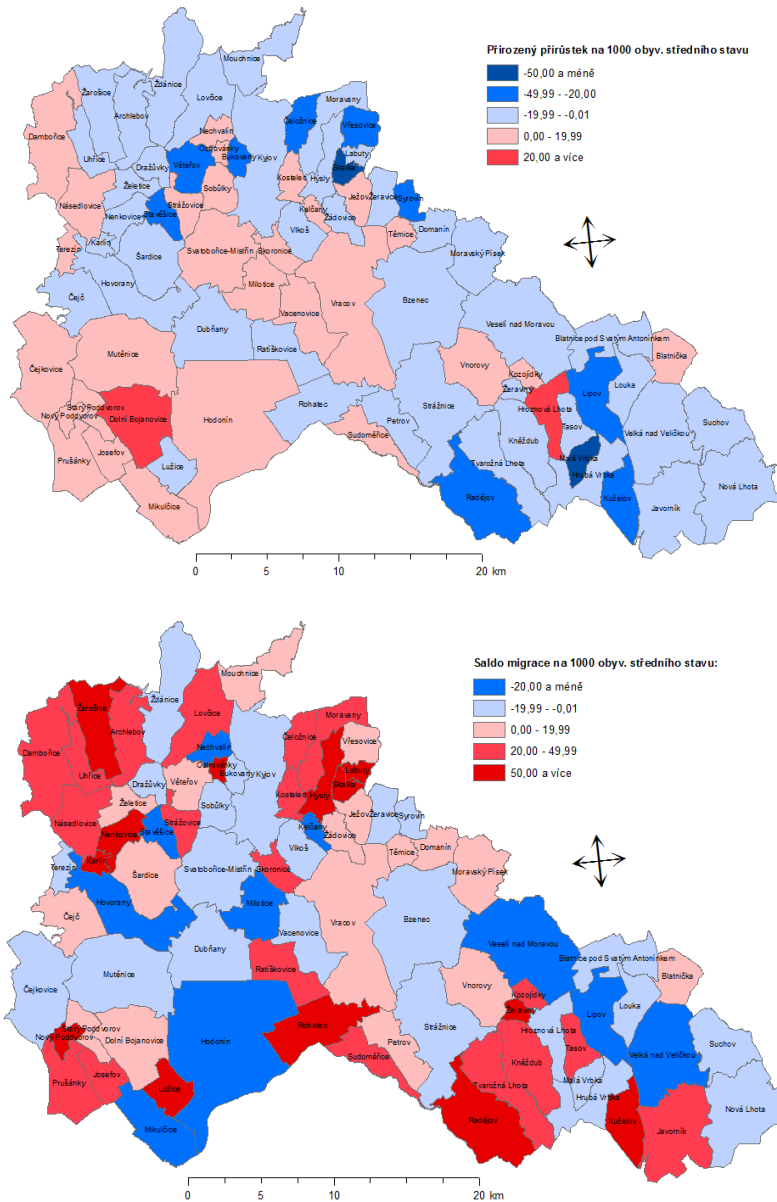 Přirozený přírůstek na 1000 obyv. středního stavu
-50,00 a méně
-49,99 - -20,00
-19,99 - -0,01
0,00 - 19,99
20,00 a více
Mouchnice
Ždánice
Žarošice
Lovčice
Archlebov
Moravany
Dambořice
Nechvalín
Čeložnice
Vřesovice
Ostrovánky
Uhřice
Bukovany
Kyjov
Labuty
Dražůvky
Věteřov
Skalka
Kostelec
Hýsly
Želetice
Sobůlky
Ježov
Žeravice
Syrovín
Násedlovice
Strážovice
Kelčany
Nenkovice
Stavěšice
Žádovice
Vlkoš
Těmice
Domanín
Karlín
Terezín
Šardice
Svatobořice-Mistřín
Skoronice
Moravský Písek
Hovorany
Milotice
Čejč
Vracov
Bzenec
Vacenovice
Dubňany
Veselí nad Moravou
Ratíškovice
Blatnice pod Svatým Antonínkem
Mutěnice
Blatnička
Čejkovice
Vnorovy
Kozojídky
Louka
Žeraviny
Lipov
Starý Poddvorov
Nový Poddvorov
Dolní Bojanovice
Hodonín
Rohatec
Strážnice
Hroznová Lhota
Petrov
Suchov
Tasov
Velká nad Veličkou
Sudoměřice
Kněždub
Josefov
Prušánky
Lužice
Tvarožná Lhota
Malá Vrbka
Hrubá Vrbka
Radějov
Kuželov
Nová Lhota
Mikulčice
Javorník
0 5 10 20 km
Saldo migrace na 1000 obyv. středního stavu:
-20,00 a méně
-19,99 - -0,01
0,00 - 19,99
20,00 - 49,99
50,00 a více
Mouchnice
Ždánice
Žarošice
Lovčice
Archlebov
Moravany
Dambořice
Nechvalín
Čeložnice
Vřesovice
Ostrovánky
Uhřice
Bukovany
Kyjov
Labuty
Dražůvky
Věteřov
Skalka
Kostelec
Hýsly
Želetice
Sobůlky
Ježov
Žeravice
Syrovín
Násedlovice
Strážovice
Kelčany
Nenkovice
Stavěšice
Žádovice
Vlkoš
Těmice
Domanín
Karlín
Terezín
Šardice
Svatobořice-Mistřín
Skoronice
Moravský Písek
Hovorany
Milotice
Čejč
Vracov
Bzenec
Vacenovice
Dubňany
Veselí nad Moravou
Ratíškovice
Blatnice pod Svatým Antonínkem
Mutěnice
Blatnička
Čejkovice
Vnorovy
Kozojídky
Louka
Žeraviny
Lipov
Starý Poddvorov
Nový Poddvorov
Dolní Bojanovice
Hodonín
Rohatec
Strážnice
Hroznová Lhota
Petrov
Suchov
Tasov
Velká nad Veličkou
Sudoměřice
Kněždub
Josefov
Prušánky
Lužice
Tvarožná Lhota
Malá Vrbka
Hrubá Vrbka
Radějov
Kuželov
Nová Lhota
Mikulčice
Javorník
0 5 10 20 km